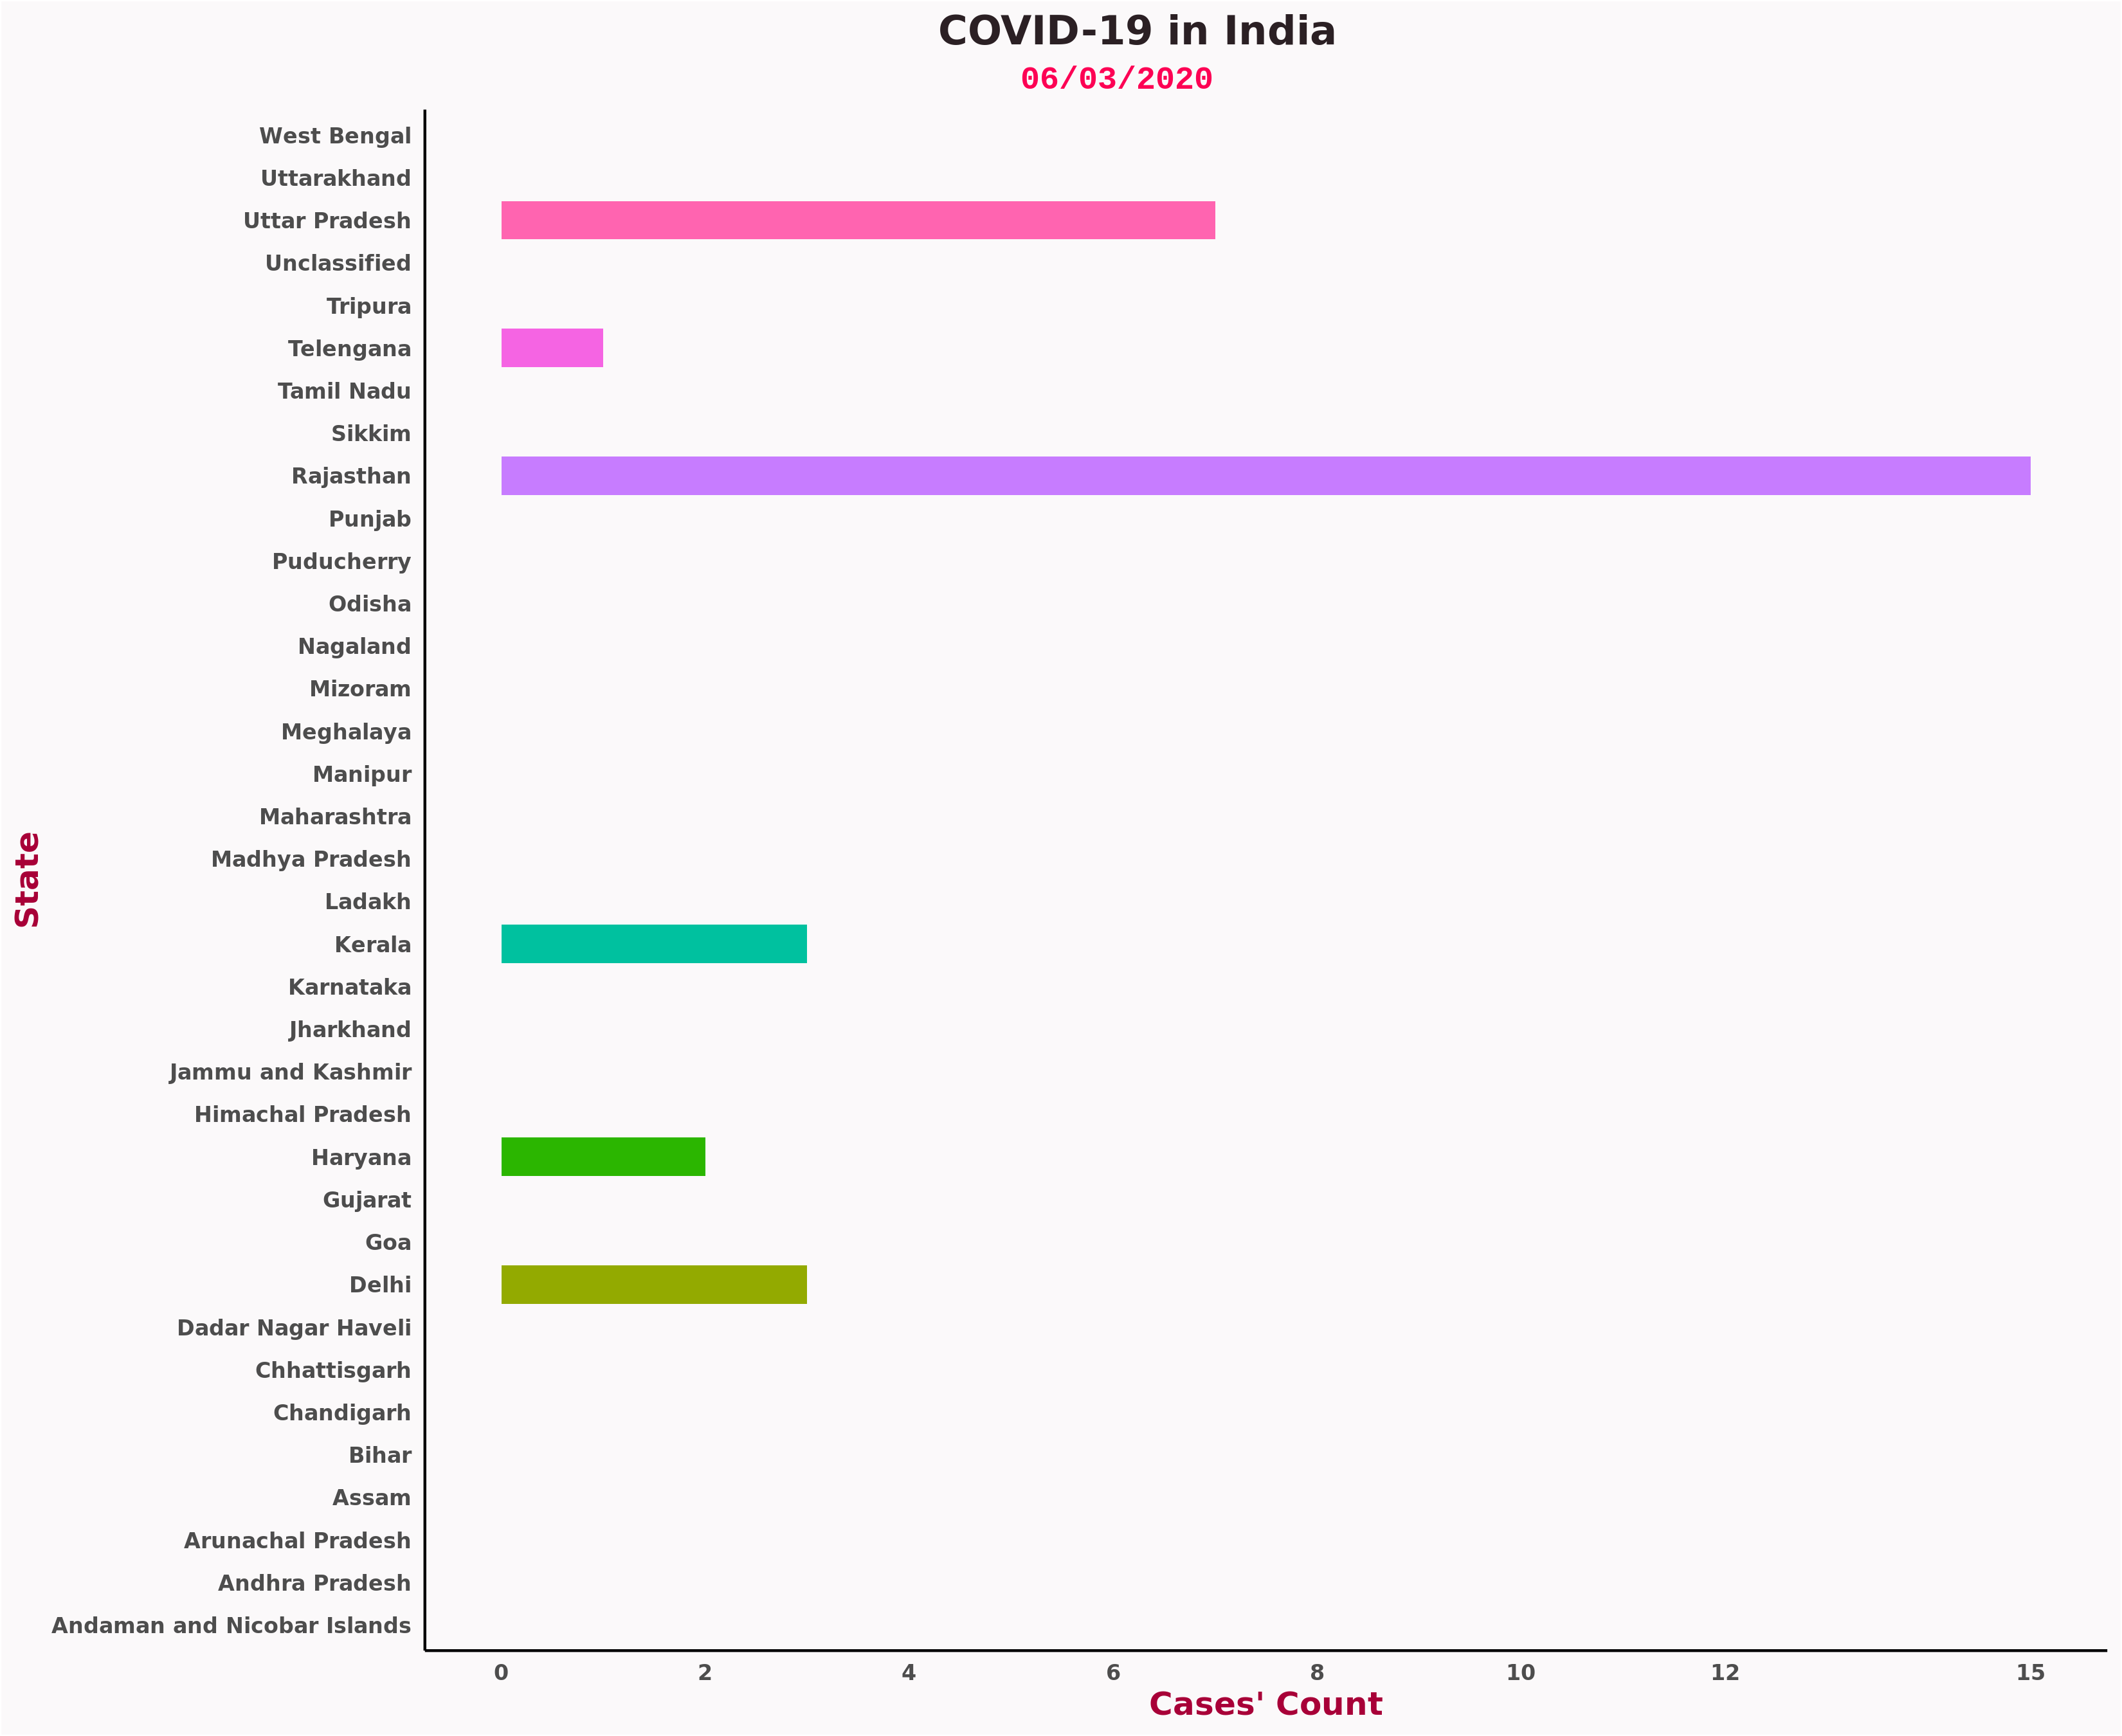 COVID-19 in India
06/03/2020
West Bengal
Uttarakhand
Uttar Pradesh
Unclassified
Tripura
Telengana
Tamil Nadu
Sikkim
Rajasthan
Punjab
Puducherry
Odisha
Nagaland
Mizoram
Meghalaya
Manipur
Maharashtra
Madhya Pradesh
Ladakh
Kerala
Karnataka
Jharkhand
Jammu and Kashmir
Himachal Pradesh
Haryana
Gujarat
Goa
Delhi
Dadar Nagar Haveli
Chhattisgarh
Chandigarh
Bihar
Assam
Arunachal Pradesh
Andhra Pradesh
Andaman and Nicobar Islands
State
0 2 4 6 8 10 12 15
Cases' Count